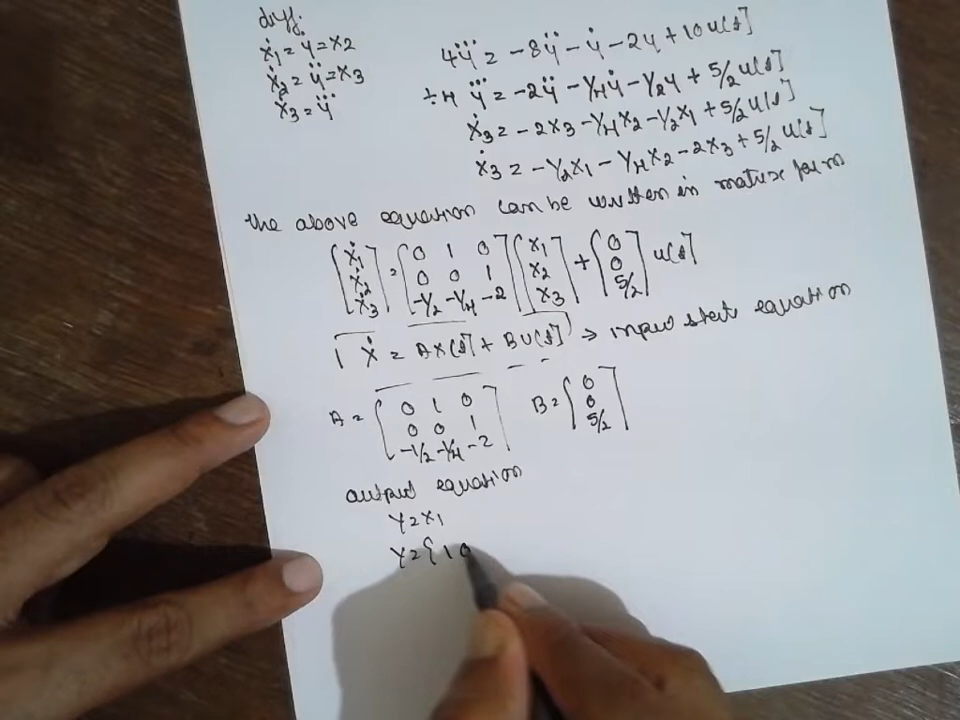 diff.
ẋ1 = ẏ = x2
ẋ2 = ÿ = x3
ẋ3 = y⃛
4y⃛ = -8ÿ - ẏ - 2y + 10u(t)
÷4 y⃛ = -2ÿ - 1/4ẏ - 1/2y + 5/2 u(t)
ẋ3 = -2x3 - 1/4x2 - 1/2x1 + 5/2 u(t)
ẋ3 = -1/2x1 - 1/4x2 - 2x3 + 5/2 u(t)
the above equation can be written in matrix form
[ẋ1] = [0 1 0] [x1] + [0] u(t)
[ẋ2] [0 0 1] [x2] [0]
[ẋ3] [-1/2 -1/4 -2] [x3] [5/2]
Ẋ = AX(t) + BU(t) → input state equation
A = [0 1 0] B = [0]
[0 0 1] [0]
[-1/2 -1/4 -2] [5/2]
output equation
Y = X1
Y = [1 0